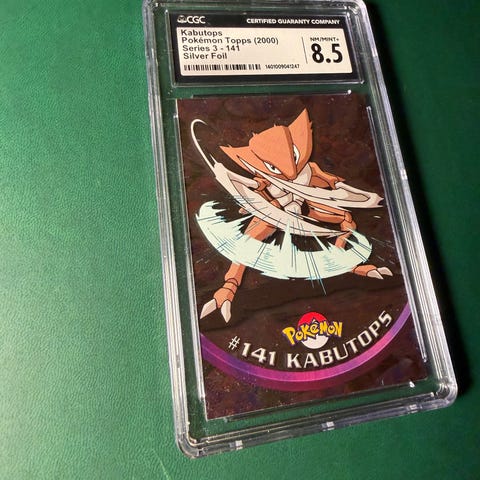 CGC
CERTIFIED GUARANTY COMPANY
Kabutops
Pokémon Topps (2000)
Series 3 - 141
Silver Foil
NM/MINT+
8.5
1401009041247
POKéMON
#141 KABUTOPS